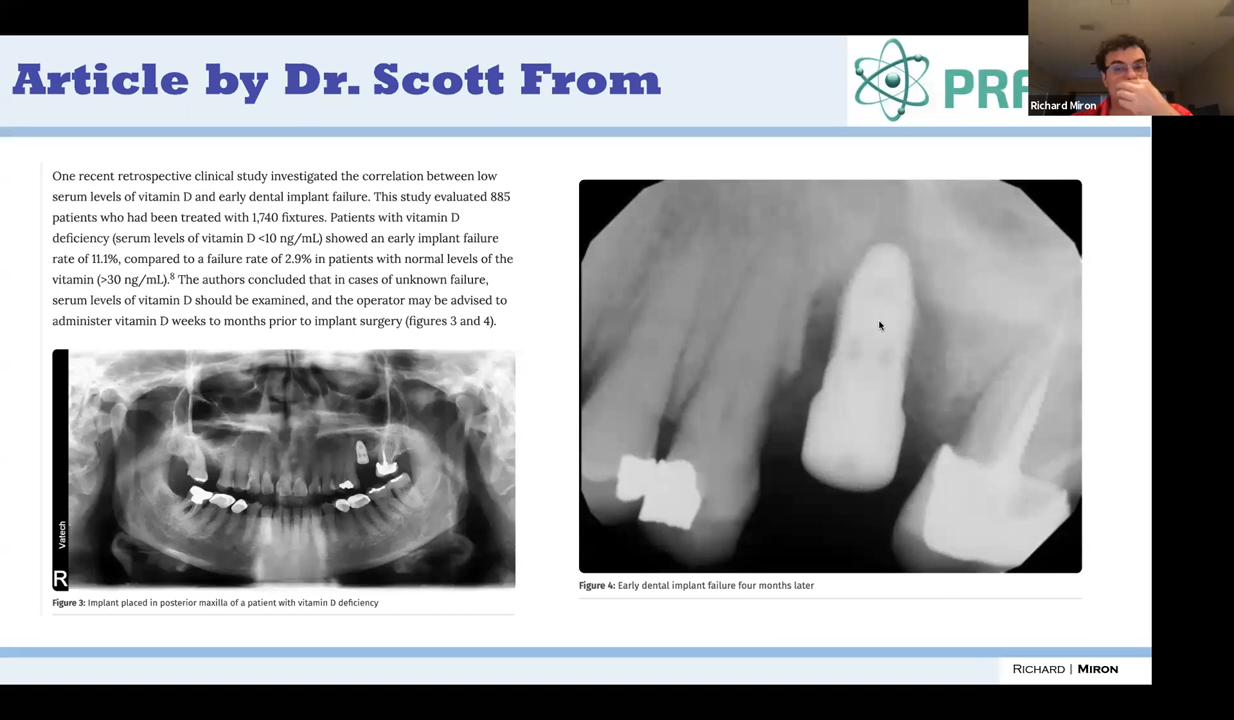 Article by Dr. Scott From
PRF
Richard Miron
One recent retrospective clinical study investigated the correlation between low
serum levels of vitamin D and early dental implant failure. This study evaluated 885
patients who had been treated with 1,740 fixtures. Patients with vitamin D
deficiency (serum levels of vitamin D <10 ng/mL) showed an early implant failure
rate of 11.1%, compared to a failure rate of 2.9% in patients with normal levels of the
vitamin (>30 ng/mL).⁸ The authors concluded that in cases of unknown failure,
serum levels of vitamin D should be examined, and the operator may be advised to
administer vitamin D weeks to months prior to implant surgery (figures 3 and 4).
Vatech
R
Figure 3: Implant placed in posterior maxilla of a patient with vitamin D deficiency
Figure 4: Early dental implant failure four months later
RICHARD | MIRON